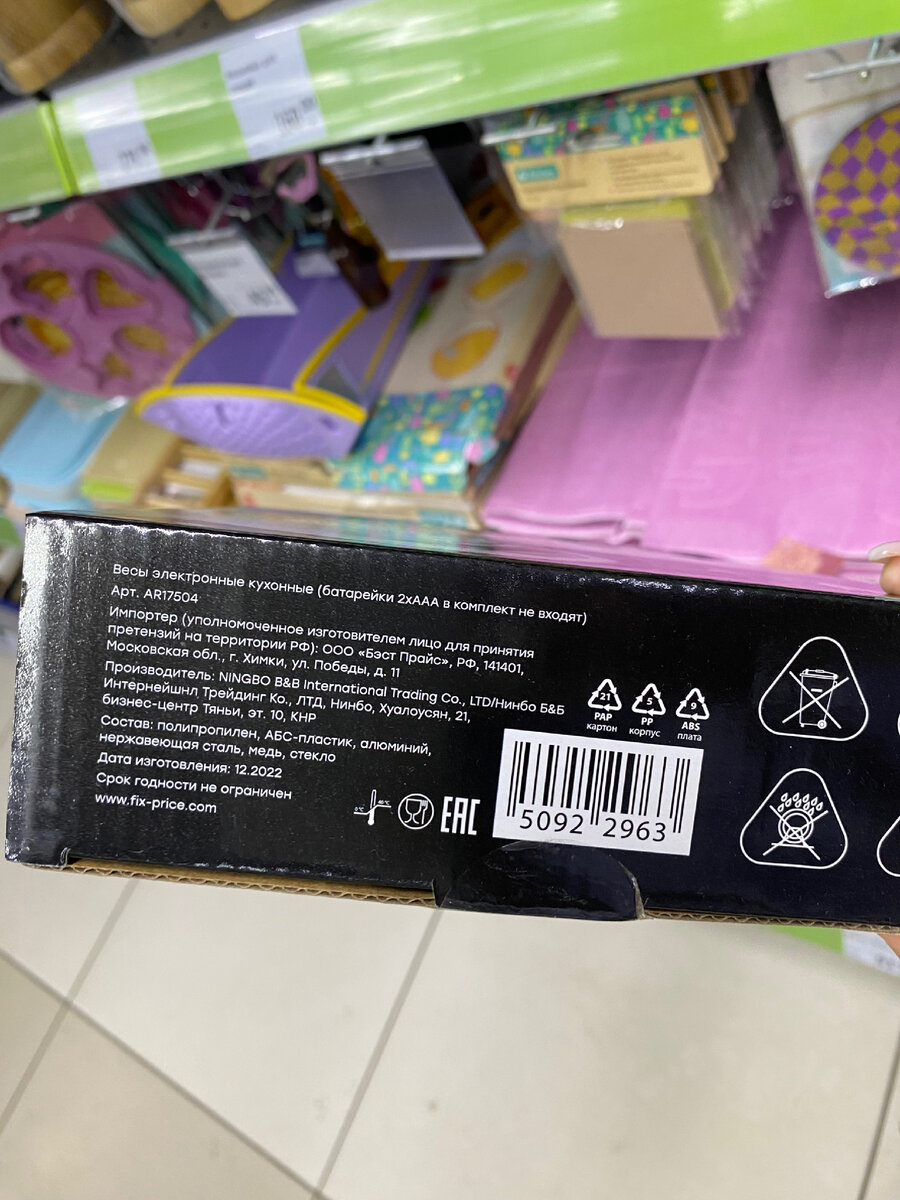 Весы электронные кухонные (батарейки 2xAAA в комплект не входят)
Арт. AR17504
Импортер (уполномоченное изготовителем лицо для принятия
претензий на территории РФ): ООО «Бэст Прайс», РФ, 141401,
Московская обл., г. Химки, ул. Победы, д. 11
Производитель: NINGBO B&B International Trading Co., LTD/Нинбо Б&Б
Интернейшнл Трейдинг Ко., ЛТД, Нинбо, Хуалоусян, 21,
бизнес-центр Тяньи, эт. 10, КНР
Состав: полипропилен, АБС-пластик, алюминий,
нержавеющая сталь, медь, стекло
Дата изготовления: 12.2022
Срок годности не ограничен
www.fix-price.com
EAC
21
PAP
картон
5
PP
корпус
9
ABS
плата
5092 2963